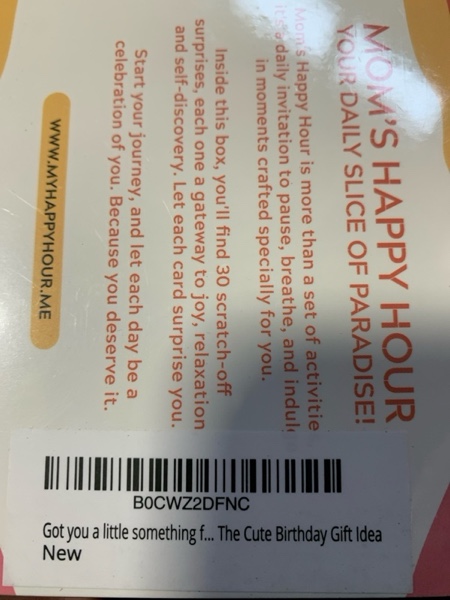 MOM'S HAPPY HOUR
YOUR DAILY SLICE OF PARADISE!
Mom's Happy Hour is more than a set of activitie
it's a daily invitation to pause, breathe, and indul
in moments crafted specially for you.
Inside this box, you'll find 30 scratch-off
surprises, each one a gateway to joy, relaxation
and self-discovery. Let each card surprise you.
Start your journey, and let each day be a
celebration of you. Because you deserve it.
WWW.MYHAPPYHOUR.ME
B0CWZ2DFNC
Got you a little something f... The Cute Birthday Gift Idea
New